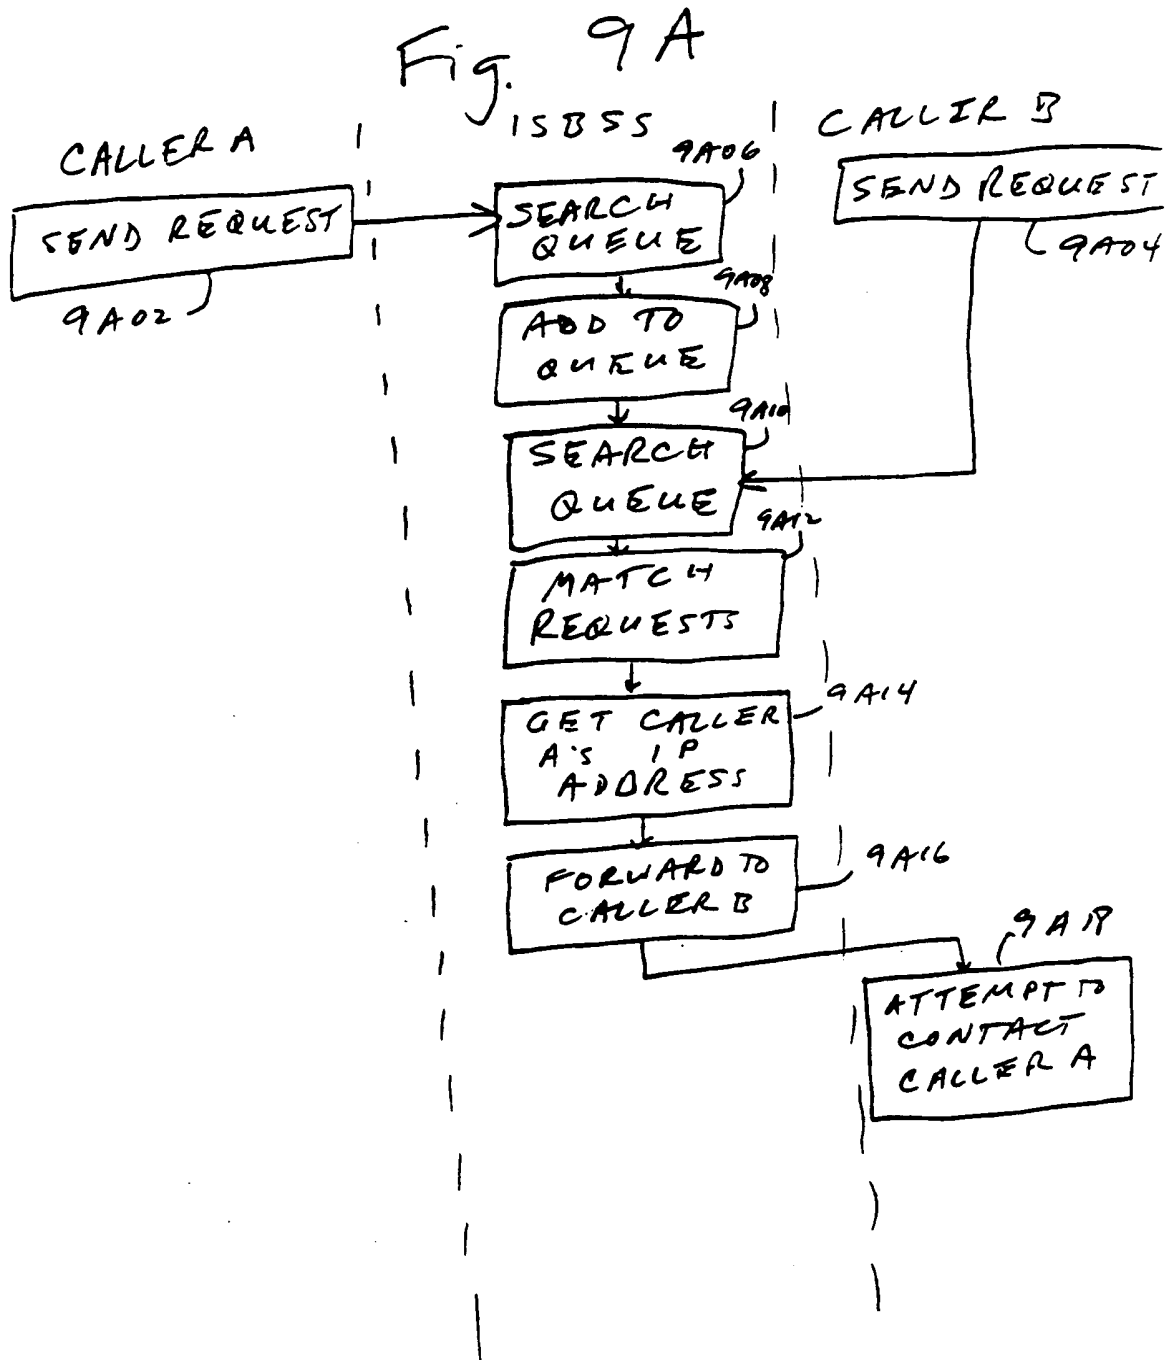 Fig. 9A
CALLER A
ISBSS
CALLER B
SEND REQUEST
9A02
SEND REQUEST
9A04
9A06
SEARCH
QUEUE
9A08
ADD TO
QUEUE
9A10
SEARCH
QUEUE
9A12
MATCH
REQUESTS
9A14
GET CALLER
A's IP
ADDRESS
9A16
FORWARD TO
CALLER B
9A18
ATTEMPT TO
CONTACT
CALLER A